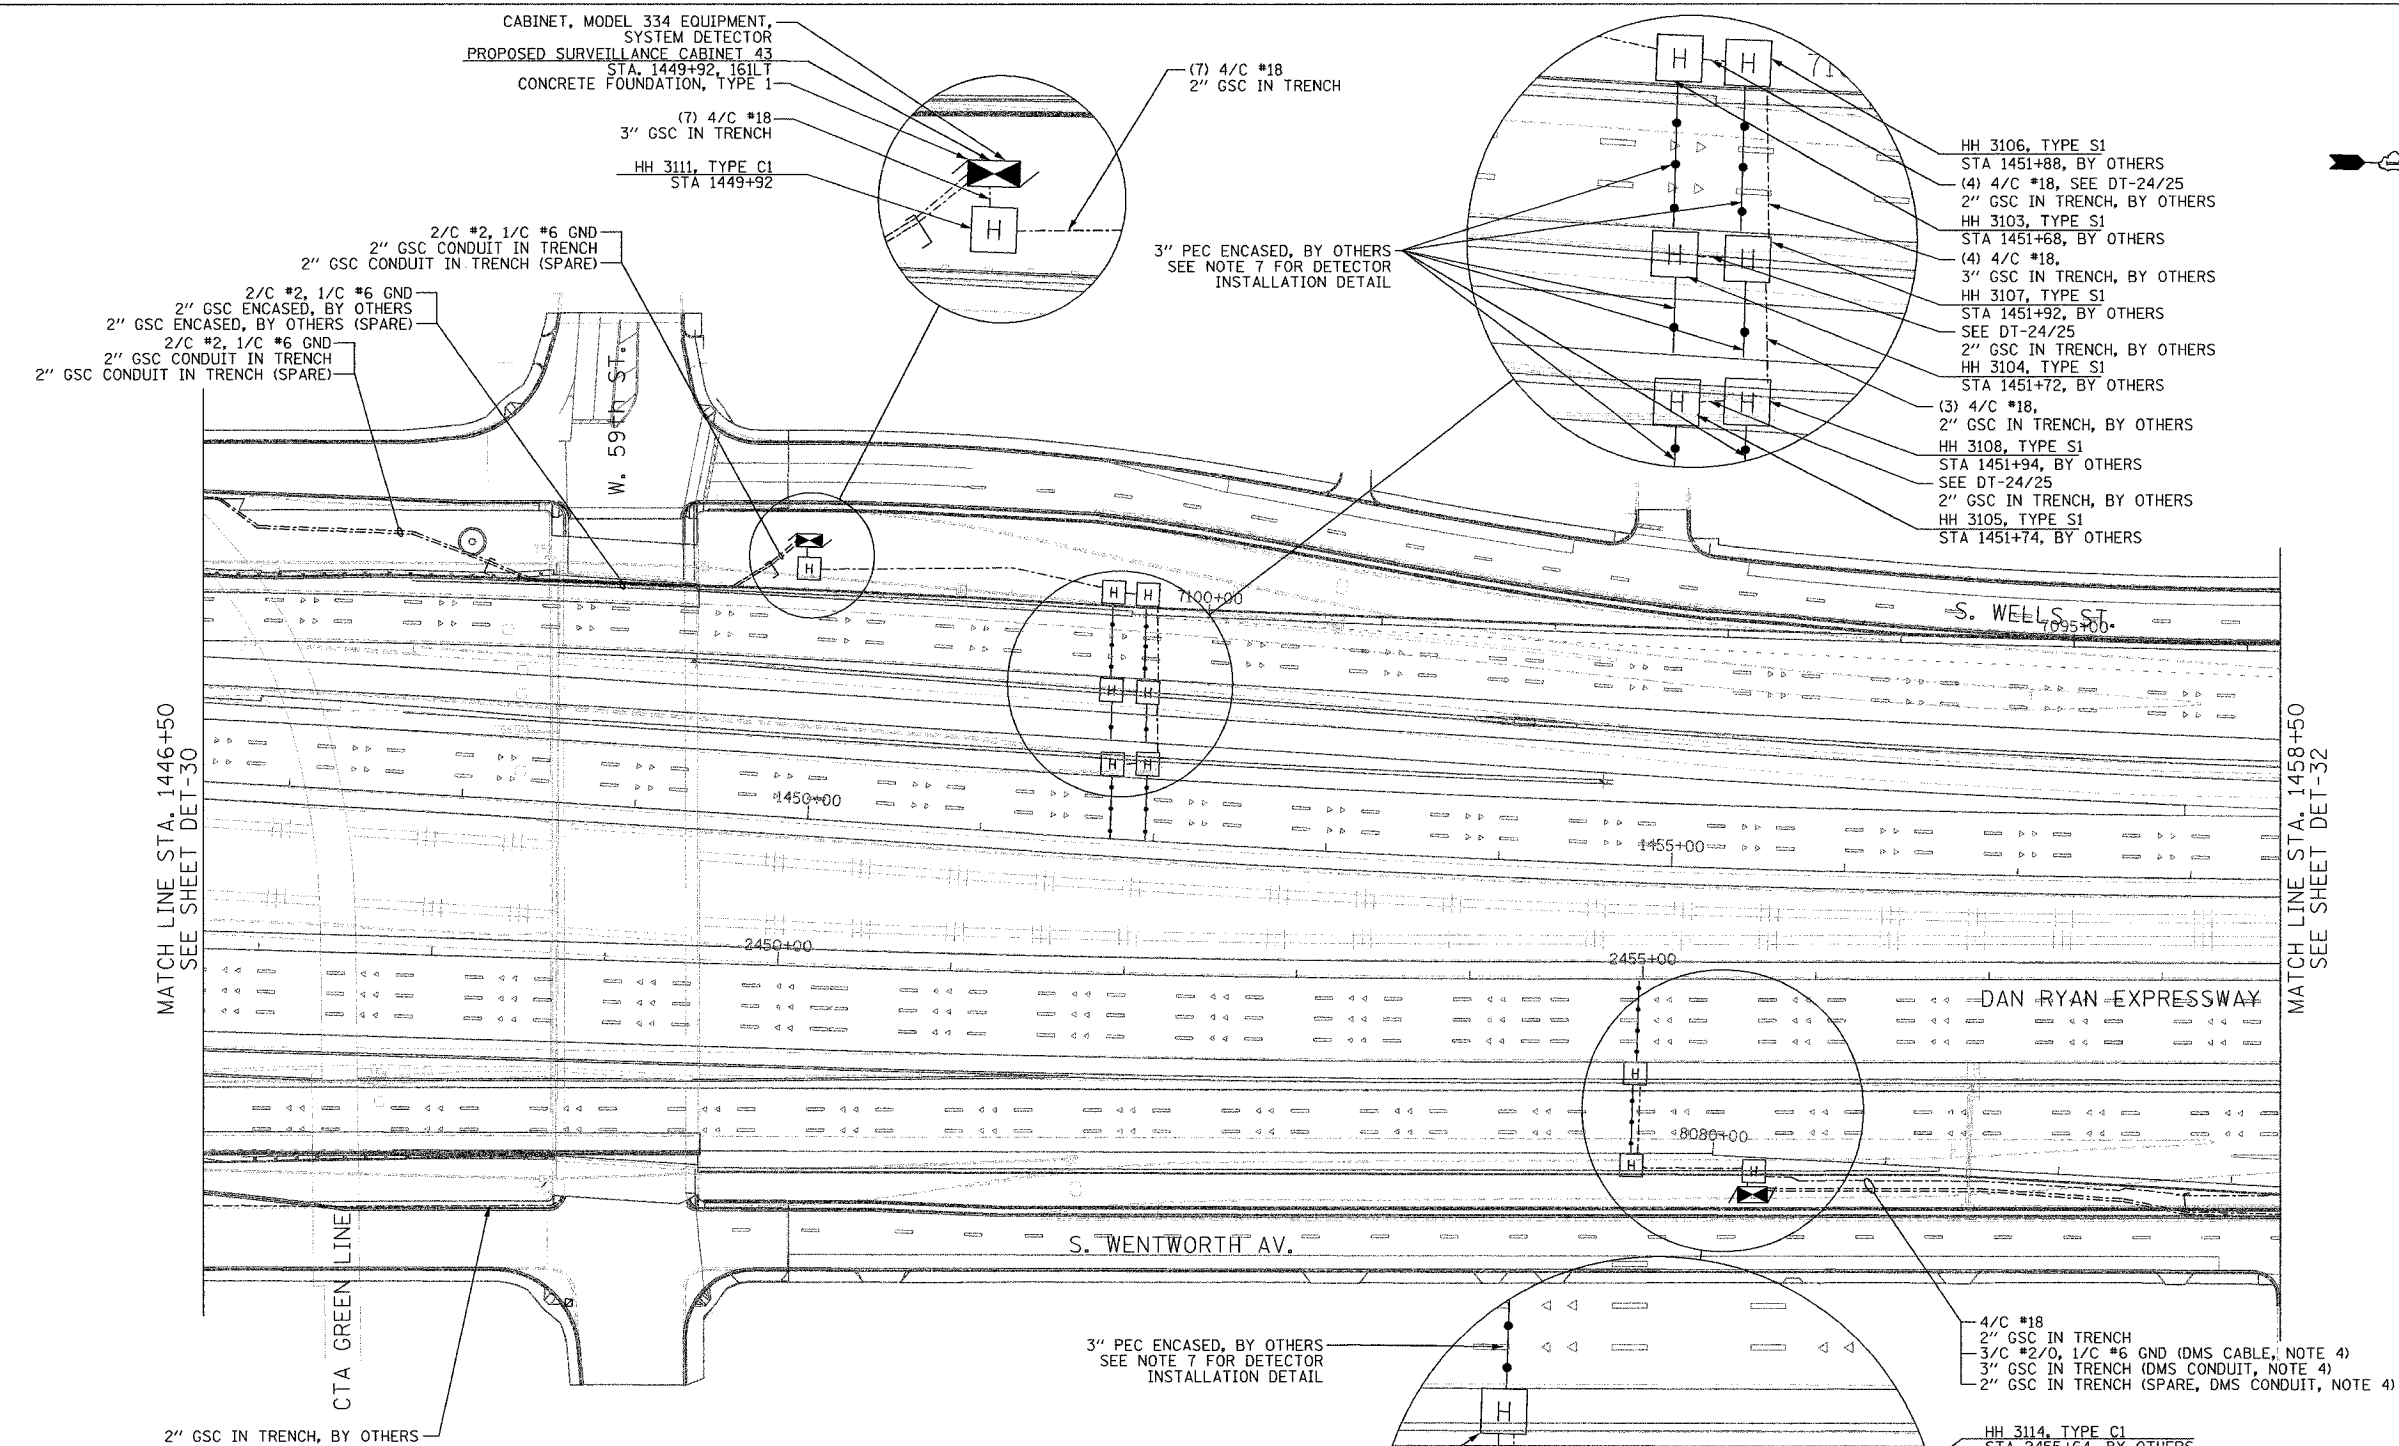 CABINET, MODEL 334 EQUIPMENT,
SYSTEM DETECTOR
PROPOSED SURVEILLANCE CABINET 43
STA. 1449+92, 161LT
CONCRETE FOUNDATION, TYPE 1
(7) 4/C #18
3" GSC IN TRENCH
HH 3111, TYPE C1
STA 1449+92
(7) 4/C #18
2" GSC IN TRENCH
H
2/C #2, 1/C #6 GND
2" GSC CONDUIT IN TRENCH
2" GSC CONDUIT IN TRENCH (SPARE)
2/C #2, 1/C #6 GND
2" GSC ENCASED, BY OTHERS
2" GSC ENCASED, BY OTHERS (SPARE)
2/C #2, 1/C #6 GND
2" GSC CONDUIT IN TRENCH
2" GSC CONDUIT IN TRENCH (SPARE)
3" PEC ENCASED, BY OTHERS
SEE NOTE 7 FOR DETECTOR
INSTALLATION DETAIL
H H
H H
H H
HH 3106, TYPE S1
STA 1451+88, BY OTHERS
(4) 4/C #18, SEE DT-24/25
2" GSC IN TRENCH, BY OTHERS
HH 3103, TYPE S1
STA 1451+68, BY OTHERS
(4) 4/C #18,
3" GSC IN TRENCH, BY OTHERS
HH 3107, TYPE S1
STA 1451+92, BY OTHERS
SEE DT-24/25
2" GSC IN TRENCH, BY OTHERS
HH 3104, TYPE S1
STA 1451+72, BY OTHERS
(3) 4/C #18,
2" GSC IN TRENCH, BY OTHERS
HH 3108, TYPE S1
STA 1451+94, BY OTHERS
SEE DT-24/25
2" GSC IN TRENCH, BY OTHERS
HH 3105, TYPE S1
STA 1451+74, BY OTHERS
W. 59th ST.
H
H H
7100+00
S. WELLS ST.
7095+00
H H
H H
MATCH LINE STA. 1446+50
SEE SHEET DET-30
MATCH LINE STA. 1458+50
SEE SHEET DET-32
1450+00
1455+00
2450+00
2455+00
DAN RYAN EXPRESSWAY
H
8080+00
H H
S. WENTWORTH AV.
CTA GREEN LINE
2" GSC IN TRENCH, BY OTHERS
3" PEC ENCASED, BY OTHERS
SEE NOTE 7 FOR DETECTOR
INSTALLATION DETAIL
H
4/C #18
2" GSC IN TRENCH
3/C #2/0, 1/C #6 GND (DMS CABLE, NOTE 4)
3" GSC IN TRENCH (DMS CONDUIT, NOTE 4)
2" GSC IN TRENCH (SPARE, DMS CONDUIT, NOTE 4)
HH 3114, TYPE C1